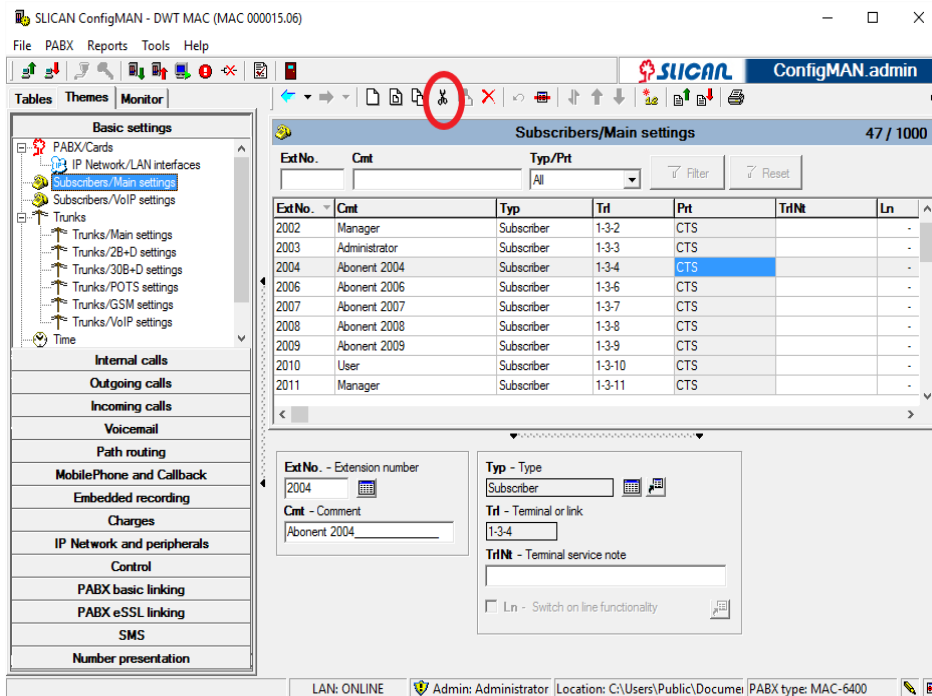 SLICAN ConfigMAN - DWT MAC (MAC 000015.06)
File PABX Reports Tools Help
SLICAN ConfigMAN.admin
Tables Themes Monitor
Basic settings
PABX/Cards
IP Network/LAN interfaces
Subscribers/Main settings
Subscribers/VoIP settings
Trunks
Trunks/Main settings
Trunks/2B+D settings
Trunks/30B+D settings
Trunks/POTS settings
Trunks/GSM settings
Trunks/VoIP settings
Time
Internal calls
Outgoing calls
Incoming calls
Voicemail
Path routing
MobilePhone and Callback
Embedded recording
Charges
IP Network and peripherals
Control
PABX basic linking
PABX eSSL linking
SMS
Number presentation
Subscribers/Main settings 47 / 1000
ExtNo. Cmt Typ/Prt
All Filter Reset
ExtNo. Cmt Typ Trl Prt TrlNt Ln
2002 Manager Subscriber 1-3-2 CTS -
2003 Administrator Subscriber 1-3-3 CTS -
2004 Abonent 2004 Subscriber 1-3-4 CTS -
2006 Abonent 2006 Subscriber 1-3-6 CTS -
2007 Abonent 2007 Subscriber 1-3-7 CTS -
2008 Abonent 2008 Subscriber 1-3-8 CTS -
2009 Abonent 2009 Subscriber 1-3-9 CTS -
2010 User Subscriber 1-3-10 CTS -
2011 Manager Subscriber 1-3-11 CTS -
ExtNo. - Extension number
2004
Cmt - Comment
Abonent 2004____________
Typ - Type
Subscriber
Trl - Terminal or link
1-3-4
TrlNt - Terminal service note
Ln - Switch on line functionality
LAN: ONLINE Admin: Administrator Location: C:\Users\Public\Docume PABX type: MAC-6400